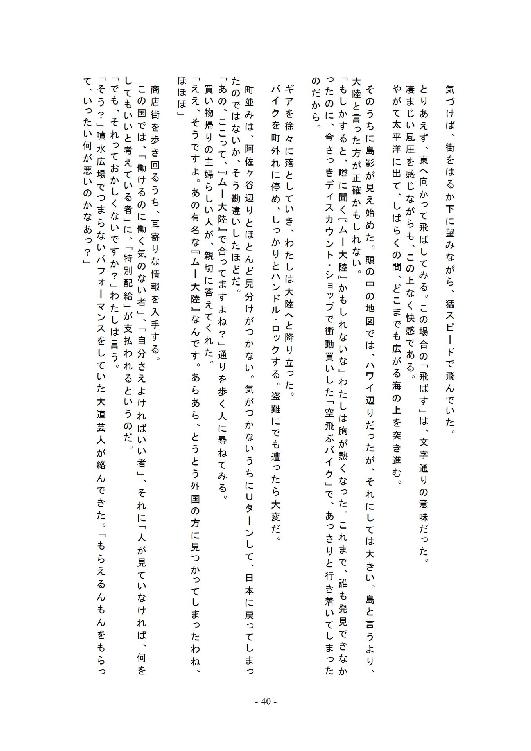 気づけば、街をはるか下に望みながら、猛スピードで飛んでいた。
とりあえず、東へ向かって飛ばしてみる。この場合の「飛ばす」は、文字通りの意味だった。
凄まじい風圧を感じながらも、この上なく快感である。
やがて太平洋に出て、しばらくの間、どこまでも広がる海の上を突き進む。
そのうちに島影が見え始めた。頭の中の地図では、ハワイ辺りだったが、それにしては大きい。島と言うより、
大陸と言った方が正確かもしれない。
「もしかすると、噂に聞く『ムー大陸』かもしれないな」わたしは胸が熱くなった。これまで、誰も発見できなか
ったのに、今さっきディスカウント・ショップで衝動買いした「空飛ぶバイク」で、あっさりと行き着いてしまった
のだから。
ギアを徐々に落としていき、わたしは大陸へと降り立った。
バイクを町外れに停め、しっかりとハンドル・ロックする。盗難にでも遭ったら大変だ。
町並みは、阿佐ヶ谷辺りとほとんど見分けがつかない。気がつかないうちにＵターンして、日本に戻ってしまっ
たのではないか、そう勘違いしたほどだ。
「あの、ここって、『ムー大陸』で合ってますよね？」通りを歩く人に尋ねてみる。
買い物帰りの主婦らしい人が、親切に答えてくれた。
「ええ、そうですよ。あの有名な『ムー大陸』なんです。あらあら、とうとう外国の方に見つかってしまったわね、
ほほほ」
商店街を歩き回るうち、耳寄りな情報を入手する。
この国では、「働けるのに働く気のない者」、「自分さえよければいい者」、それに「人が見ていなければ、何を
してもいいと考えている者」に、「特別配給」が支払われるというのだ。
「でも、それっておかしくないですか？」わたしは言う。
「そう？」噴水広場でつまらないパフォーマンスをしていた大道芸人が絡んできた。「もらえるんもんをもらっ
て、いったい何が悪いのかなあっ？」
- 40 -